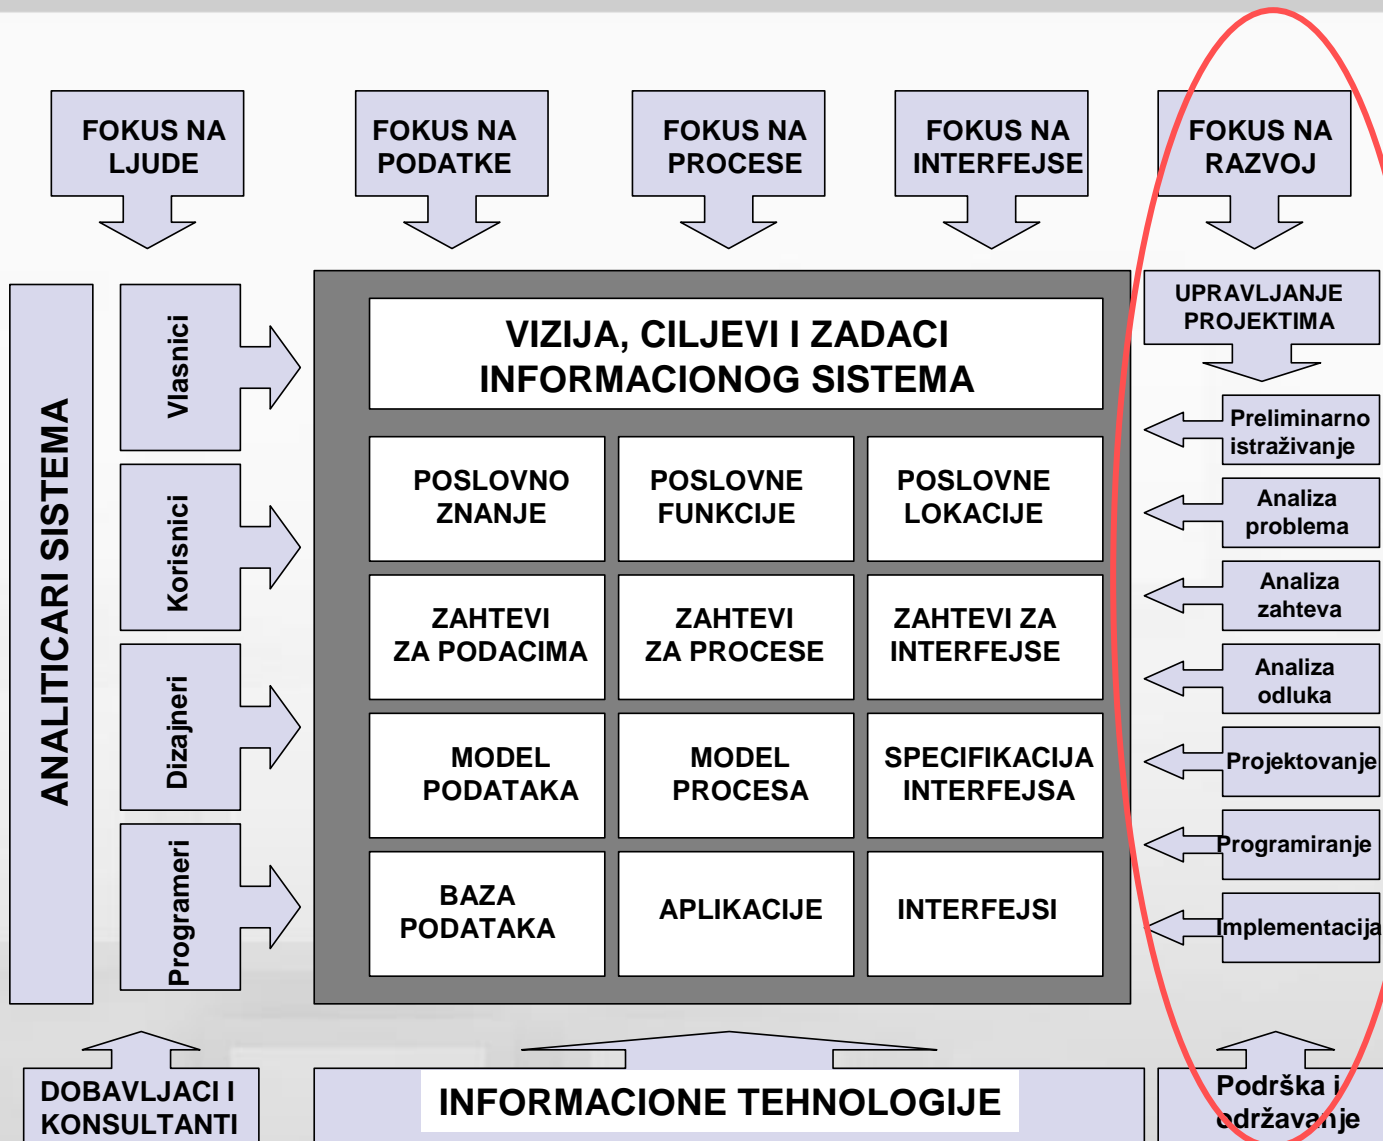 FOKUS NA
LJUDE
FOKUS NA
PODATKE
FOKUS NA
PROCESE
FOKUS NA
INTERFEJSE
FOKUS NA
RAZVOJ
ANALITICARI SISTEMA
Vlasnici
Korisnici
Dizajneri
Programeri
VIZIJA, CILJEVI I ZADACI
INFORMACIONOG SISTEMA
POSLOVNO
ZNANJE
POSLOVNE
FUNKCIJE
POSLOVNE
LOKACIJE
ZAHTEVI
ZA PODACIMA
ZAHTEVI
ZA PROCESE
ZAHTEVI ZA
INTERFEJSE
MODEL
PODATAKA
MODEL
PROCESA
SPECIFIKACIJA
INTERFEJSA
BAZA
PODATAKA
APLIKACIJE
INTERFEJSI
UPRAVLJANJE
PROJEKTIMA
Preliminarno
istraživanje
Analiza
problema
Analiza
zahteva
Analiza
odluka
Projektovanje
Programiranje
Implementacija
DOBAVLJACI I
KONSULTANTI
INFORMACIONE TEHNOLOGIJE
Podrška i
održavanje